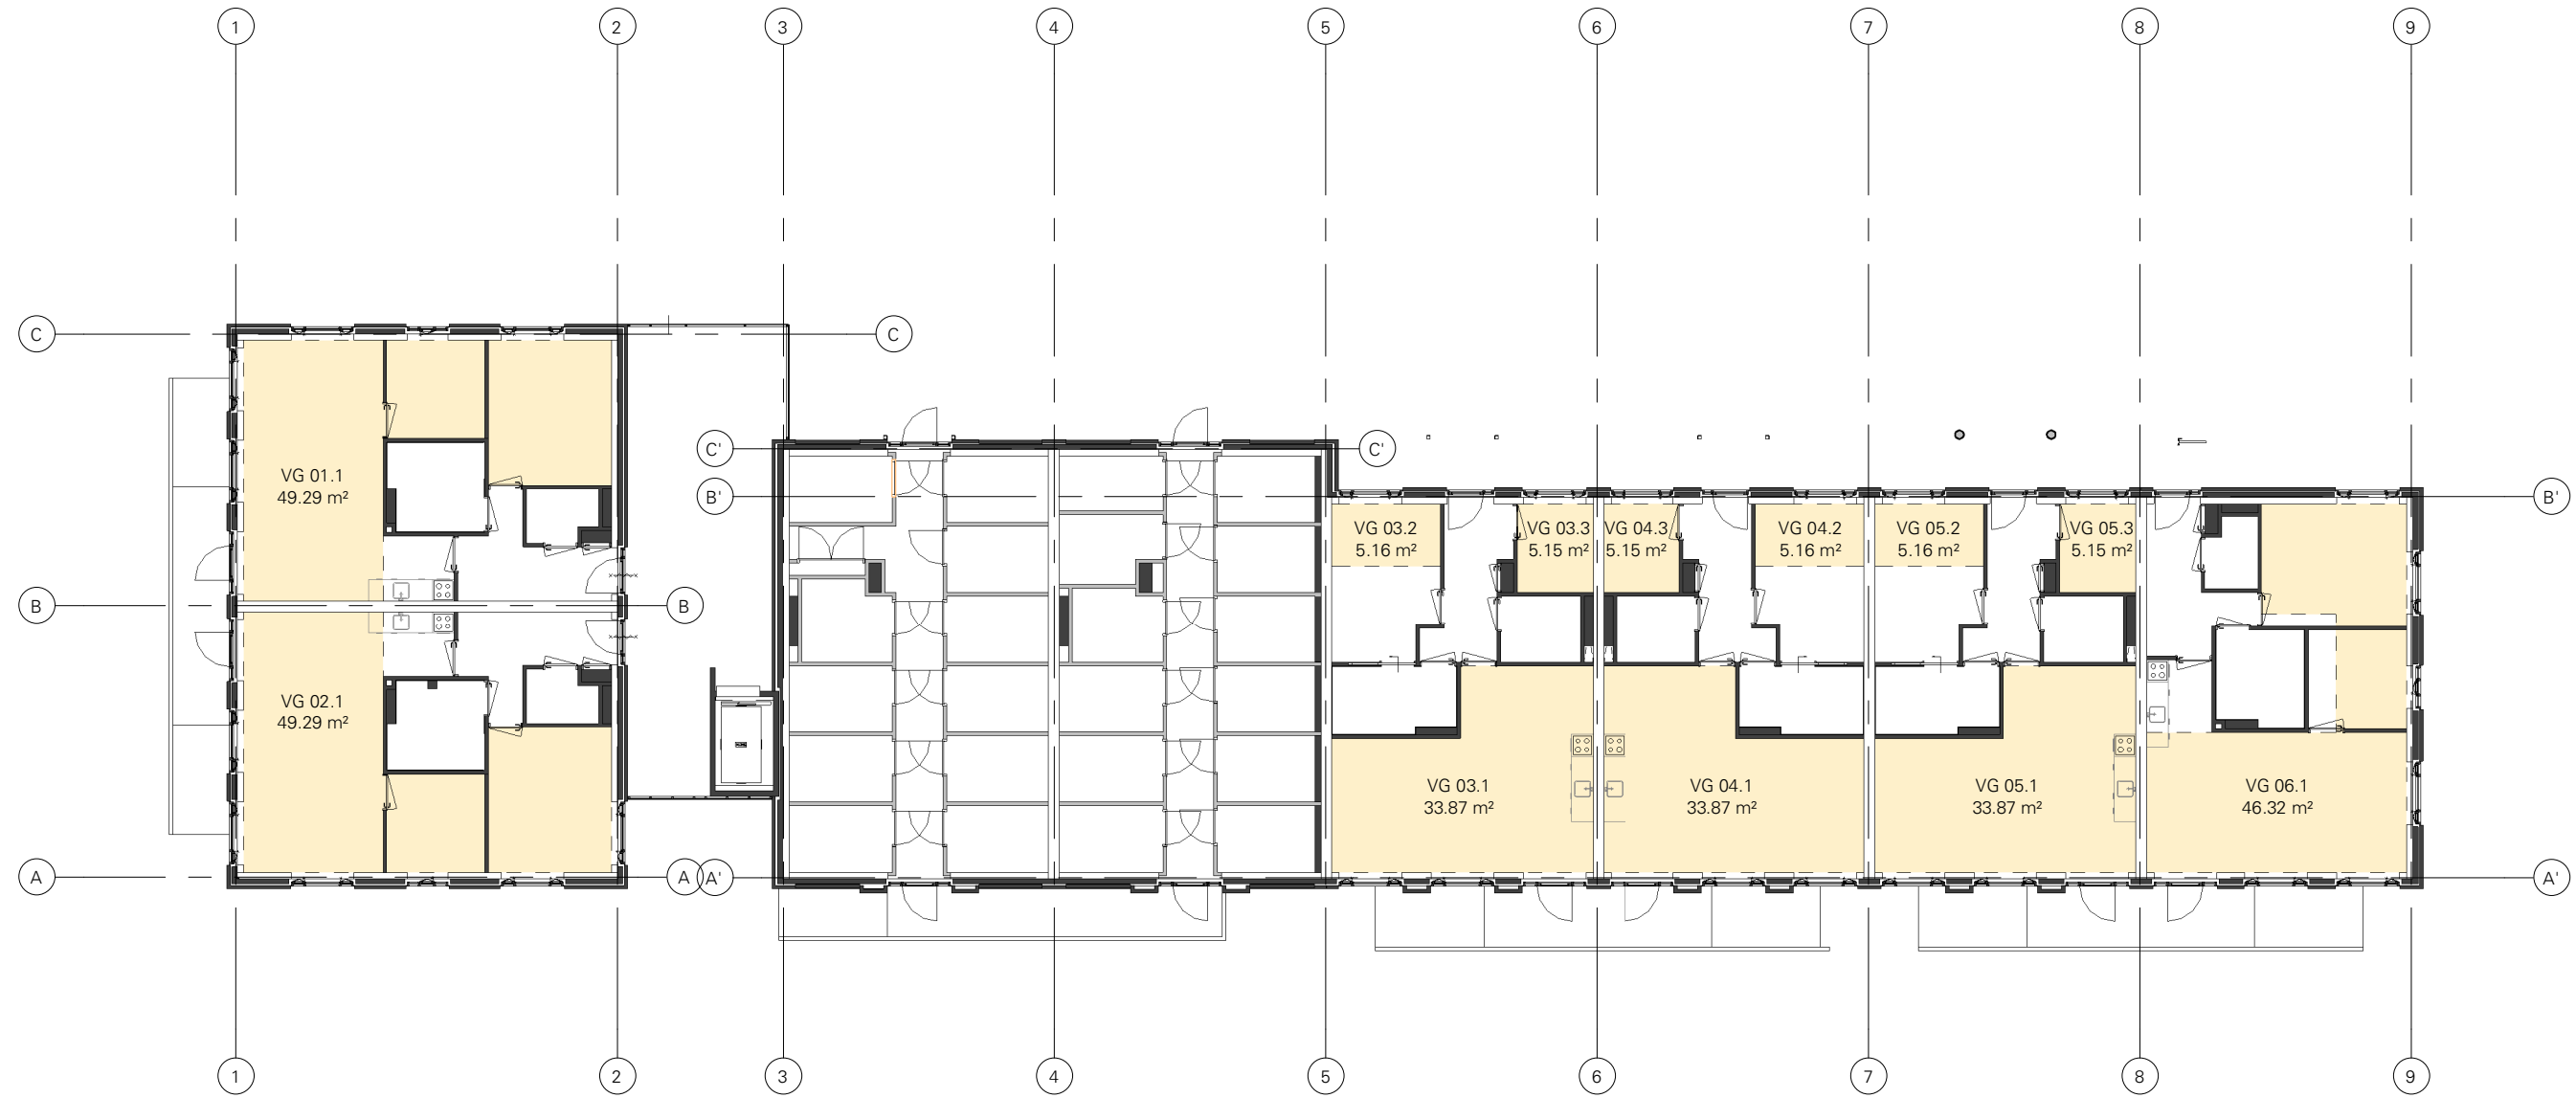 1 2 3 4 5 6 7 8 9
C C
C' C'
B' B'
VG 01.1
49.29 m²
VG 03.2 VG 03.3 VG 04.3 VG 04.2 VG 05.2 VG 05.3
5.16 m² 5.15 m² 5.15 m² 5.16 m² 5.16 m² 5.15 m²
B B
VG 02.1
49.29 m²
VG 03.1 VG 04.1 VG 05.1 VG 06.1
33.87 m² 33.87 m² 33.87 m² 46.32 m²
A A A' A'
1 2 3 4 5 6 7 8 9